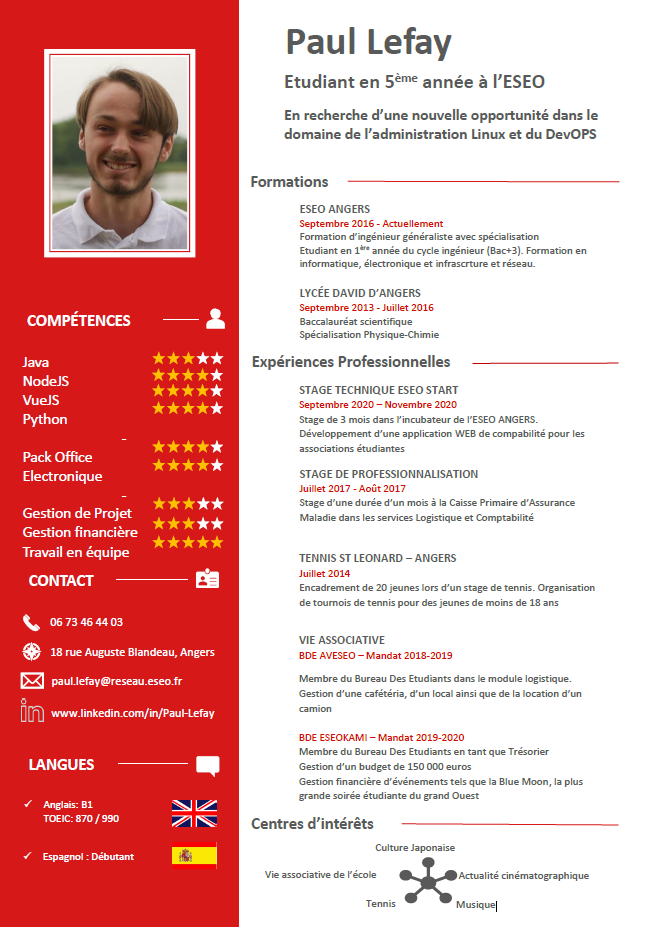 Paul Lefay
Etudiant en 5ème année à l'ESEO
En recherche d'une nouvelle opportunité dans le
domaine de l'administration Linux et du DevOPS
Formations
ESEO ANGERS
Septembre 2016 - Actuellement
Formation d'ingénieur généraliste avec spécialisation
Etudiant en 1ère année du cycle ingénieur (Bac+3). Formation en
informatique, électronique et infrascrture et réseau.
LYCÉE DAVID D'ANGERS
Septembre 2013 - Juillet 2016
Baccalauréat scientifique
Spécialisation Physique-Chimie
Expériences Professionnelles
STAGE TECHNIQUE ESEO START
Septembre 2020 – Novembre 2020
Stage de 3 mois dans l'incubateur de l'ESEO ANGERS.
Développement d'une application WEB de compabilité pour les
associations étudiantes
STAGE DE PROFESSIONNALISATION
Juillet 2017 - Août 2017
Stage d'une durée d'un mois à la Caisse Primaire d'Assurance
Maladie dans les services Logistique et Comptabilité
TENNIS ST LEONARD – ANGERS
Juillet 2014
Encadrement de 20 jeunes lors d'un stage de tennis. Organisation
de tournois de tennis pour des jeunes de moins de 18 ans
VIE ASSOCIATIVE
BDE AVESEO – Mandat 2018-2019
Membre du Bureau Des Etudiants dans le module logistique.
Gestion d'une cafétéria, d'un local ainsi que de la location d'un
camion
BDE ESEOKAMI – Mandat 2019-2020
Membre du Bureau Des Etudiants en tant que Trésorier
Gestion d'un budget de 150 000 euros
Gestion financière d'événements tels que la Blue Moon, la plus
grande soirée étudiante du grand Ouest
Centres d'intérêts
Culture Japonaise
Vie associative de l'école
Actualité cinématographique
Tennis
Musique
COMPÉTENCES
Java
NodeJS
VueJS
Python
-
Pack Office
Electronique
-
Gestion de Projet
Gestion financière
Travail en équipe
CONTACT
06 73 46 44 03
18 rue Auguste Blandeau, Angers
paul.lefay@reseau.eseo.fr
in
www.linkedin.com/in/Paul-Lefay
LANGUES
Anglais: B1
TOEIC: 870 / 990
Espagnol : Débutant